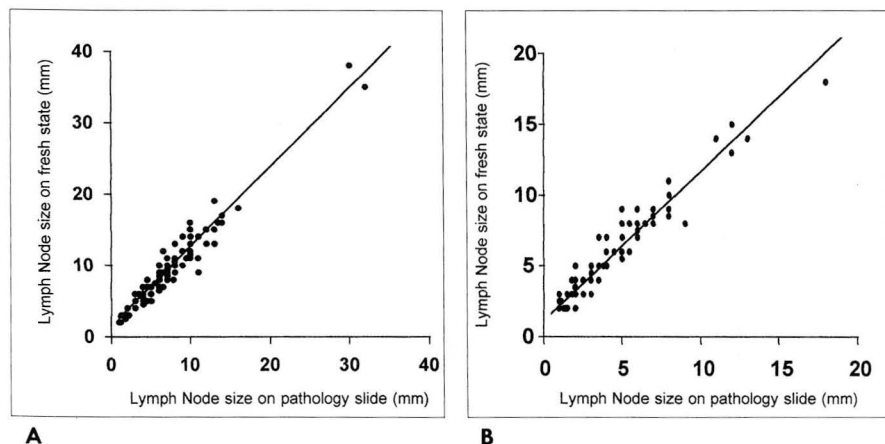 Lymph Node size on fresh state (mm)
40
30
20
10
0
0 10 20 30 40
Lymph Node size on pathology slide (mm)
A
Lymph Node size on fresh state (mm)
20
15
10
5
0
0 5 10 15 20
Lymph Node size on pathology slide (mm)
B